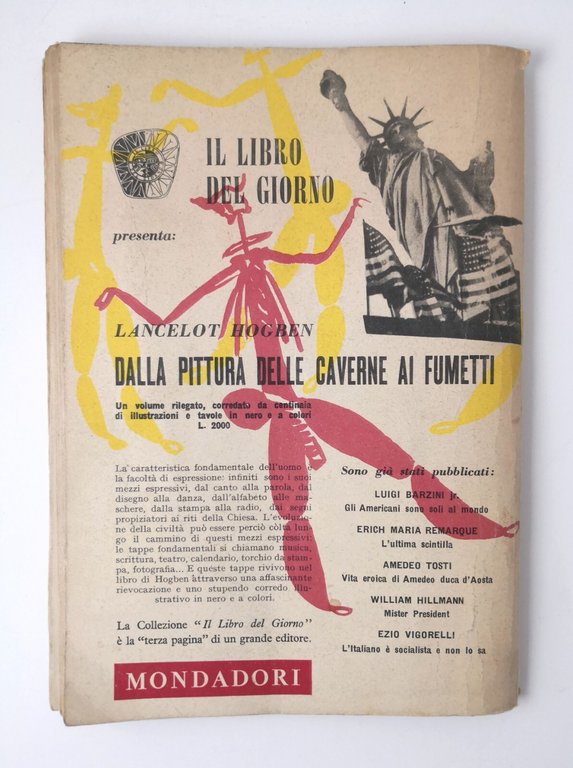 IL LIBRO
DEL GIORNO
presenta:
LANCELOT HOGBEN
DALLA PITTURA DELLE CAVERNE AI FUMETTI
Un volume rilegato, corredato da centinaia
di illustrazioni e tavole in nero e a colori
L. 2000
La caratteristica fondamentale dell'uomo è
la facoltà di espressione: infiniti sono i suoi
mezzi espressivi, dal canto alla parola, dal
disegno alla danza, dall'alfabeto alle ma-
schere, dalla stampa alla radio, dai segni
propiziatori ai riti della Chiesa. L'evoluzio-
ne della civiltà può essere perciò còlta lun-
go il cammino di questi mezzi espressivi:
le tappe fondamentali si chiamano musica,
scrittura, teatro, calendario, torchio da stam-
pa, fotografia... E queste tappe rivivono nel
libro di Hogben attraverso una affascinante
rievocazione e uno stupendo corredo illu-
strativo in nero e a colori.
La Collezione "Il Libro del Giorno"
è la "terza pagina" di un grande editore.
MONDADORI
Sono già stati pubblicati:
LUIGI BARZINI jr.
Gli Americani sono soli al mondo
ERICH MARIA REMARQUE
L'ultima scintilla
AMEDEO TOSTI
Vita eroica di Amedeo duca d'Aosta
WILLIAM HILLMANN
Mister President
EZIO VIGORELLI
L'Italiano è socialista e non lo sa